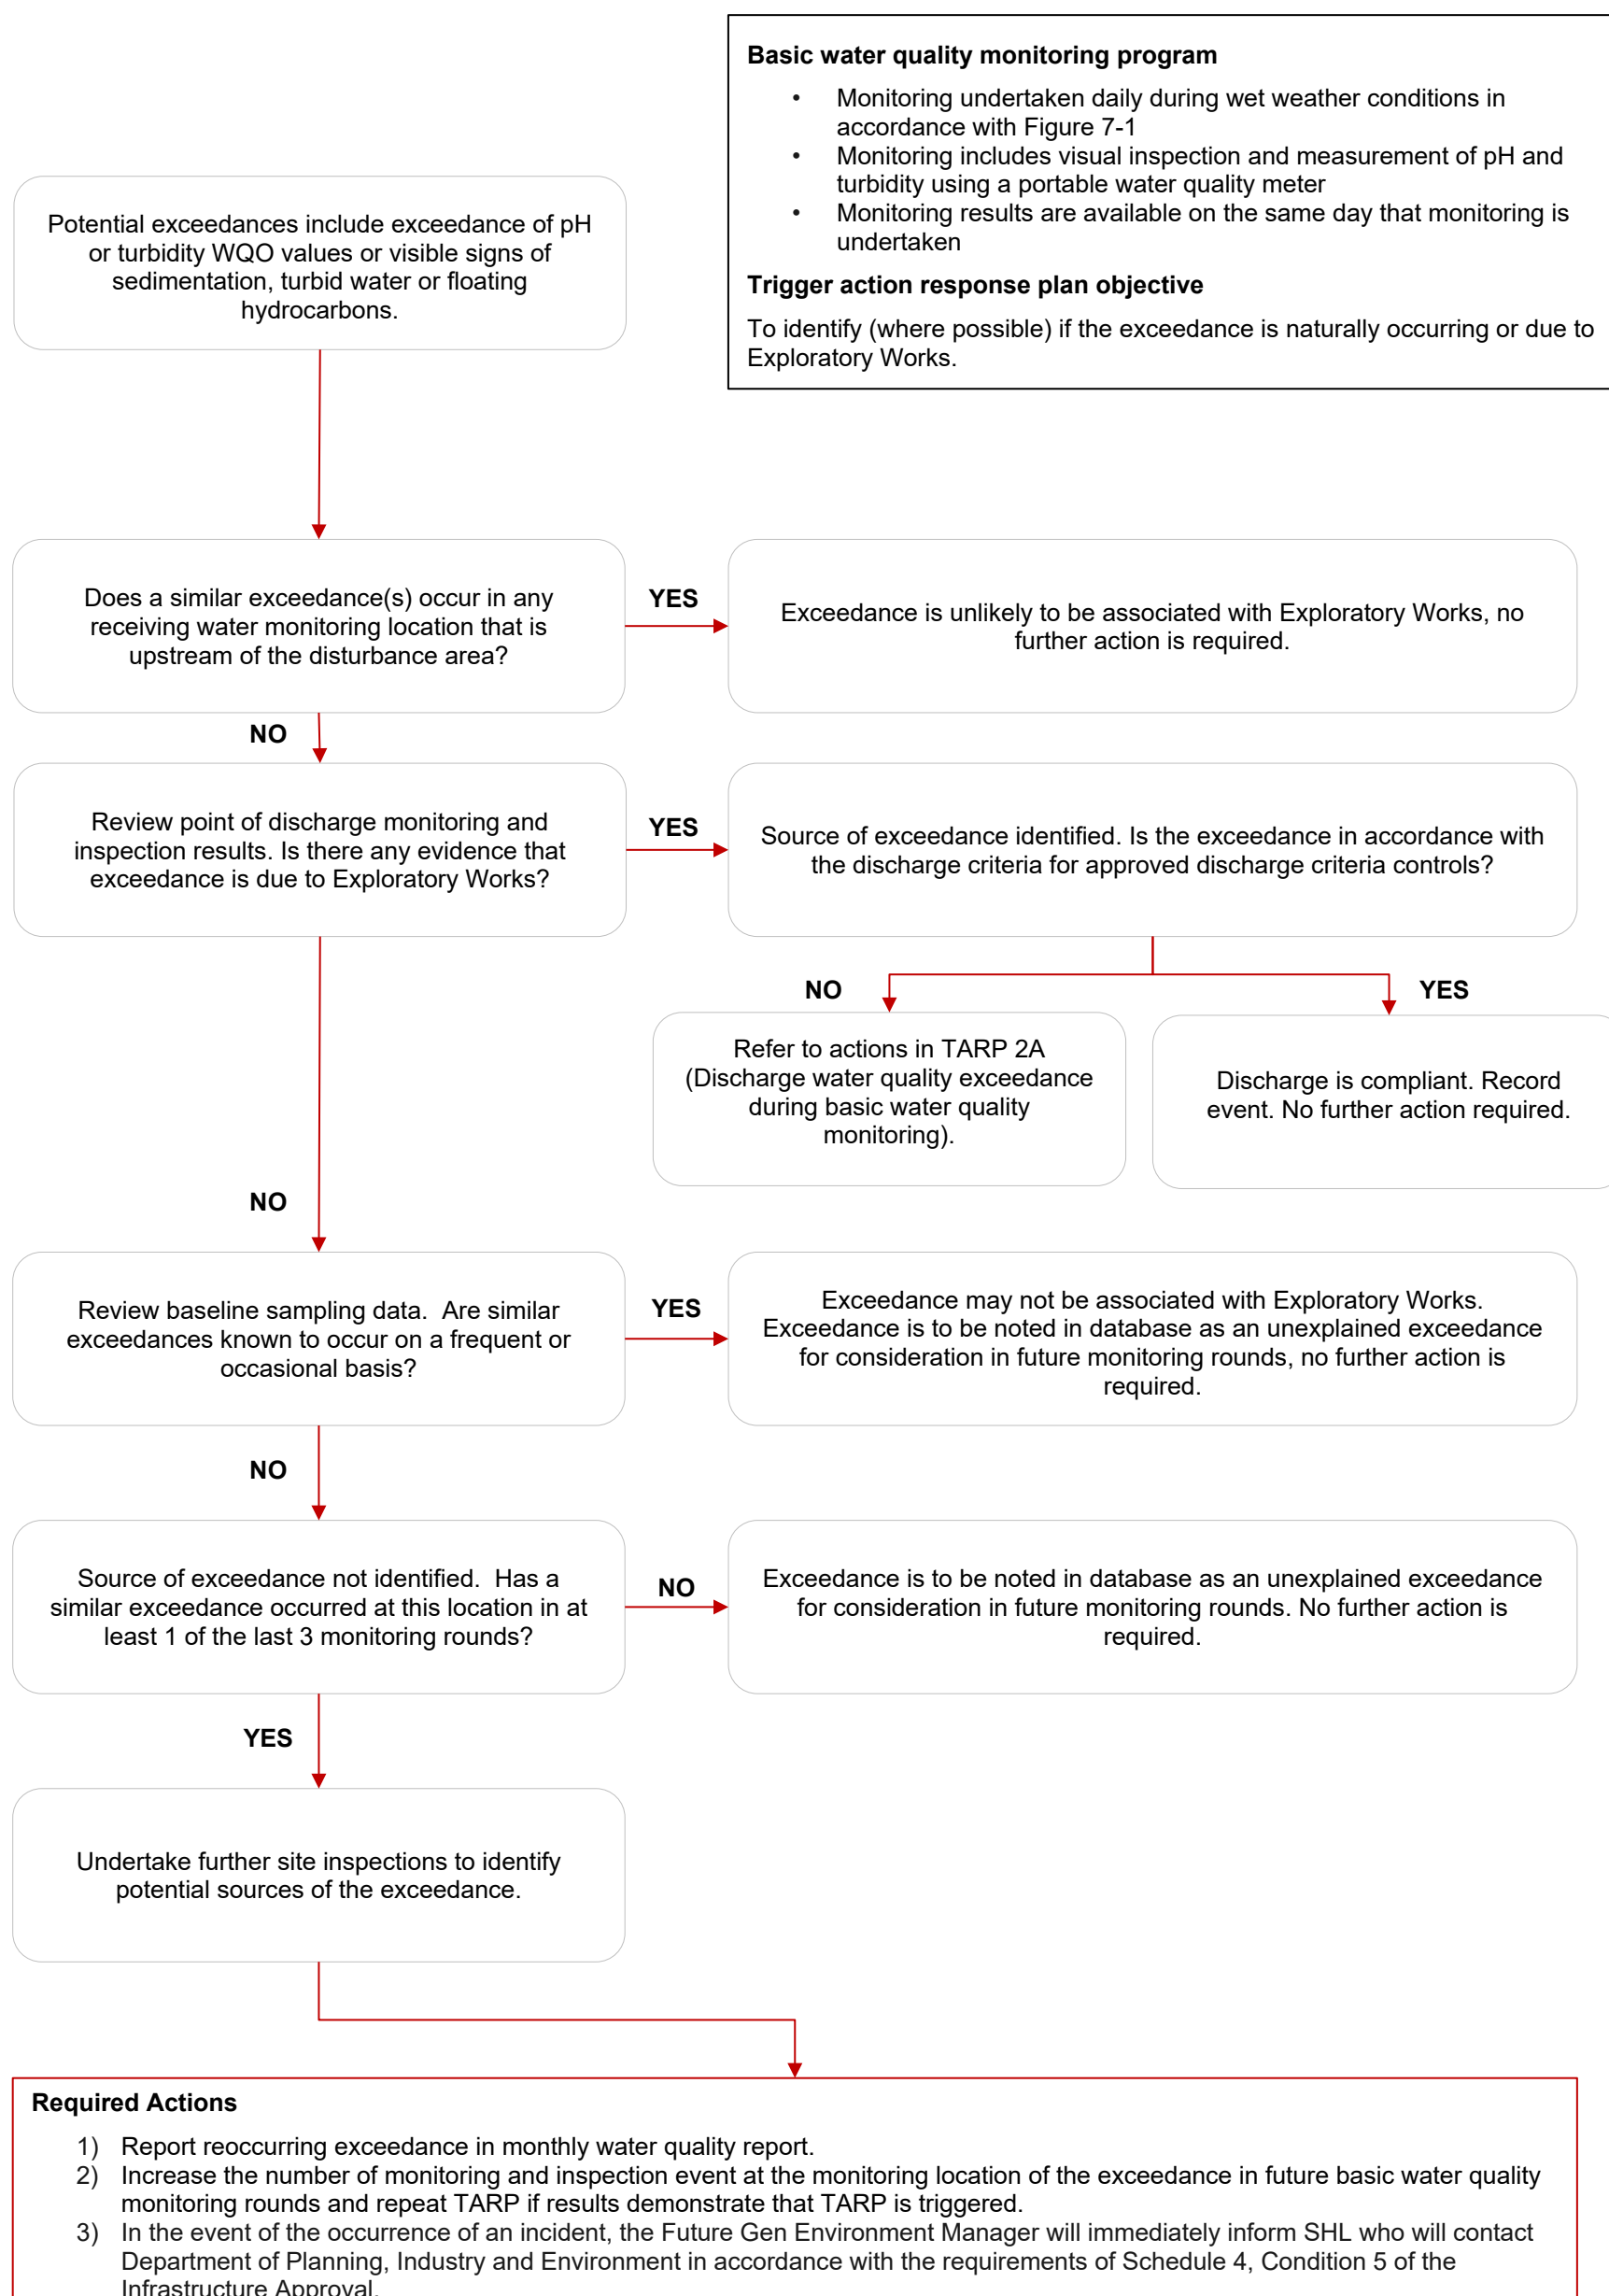 Basic water quality monitoring program
• Monitoring undertaken daily during wet weather conditions in
accordance with Figure 7-1
• Monitoring includes visual inspection and measurement of pH and
turbidity using a portable water quality meter
• Monitoring results are available on the same day that monitoring is
undertaken
Trigger action response plan objective
To identify (where possible) if the exceedance is naturally occurring or due to
Exploratory Works.
Potential exceedances include exceedance of pH
or turbidity WQO values or visible signs of
sedimentation, turbid water or floating
hydrocarbons.
Does a similar exceedance(s) occur in any
receiving water monitoring location that is
upstream of the disturbance area?
YES
Exceedance is unlikely to be associated with Exploratory Works, no
further action is required.
NO
Review point of discharge monitoring and
inspection results. Is there any evidence that
exceedance is due to Exploratory Works?
YES
Source of exceedance identified. Is the exceedance in accordance with
the discharge criteria for approved discharge criteria controls?
NO
YES
Refer to actions in TARP 2A
(Discharge water quality exceedance
during basic water quality
monitoring).
Discharge is compliant. Record
event. No further action required.
NO
Review baseline sampling data.  Are similar
exceedances known to occur on a frequent or
occasional basis?
YES
Exceedance may not be associated with Exploratory Works.
Exceedance is to be noted in database as an unexplained exceedance
for consideration in future monitoring rounds, no further action is
required.
NO
Source of exceedance not identified.  Has a
similar exceedance occurred at this location in at
least 1 of the last 3 monitoring rounds?
NO
Exceedance is to be noted in database as an unexplained exceedance
for consideration in future monitoring rounds. No further action is
required.
YES
Undertake further site inspections to identify
potential sources of the exceedance.
Required Actions
1) Report reoccurring exceedance in monthly water quality report.
2) Increase the number of monitoring and inspection event at the monitoring location of the exceedance in future basic water quality
monitoring rounds and repeat TARP if results demonstrate that TARP is triggered.
3) In the event of the occurrence of an incident, the Future Gen Environment Manager will immediately inform SHL who will contact
Department of Planning, Industry and Environment in accordance with the requirements of Schedule 4, Condition 5 of the
Infrastructure Approval.